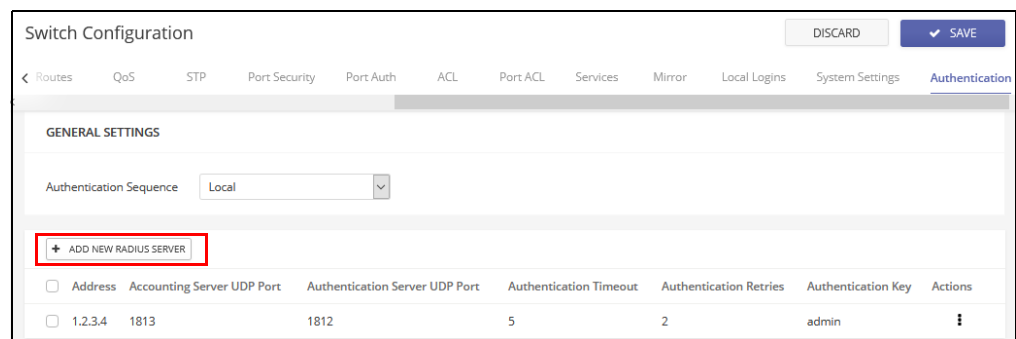 Switch Configuration DISCARD SAVE
Routes QoS STP Port Security Port Auth ACL Port ACL Services Mirror Local Logins System Settings Authentication
GENERAL SETTINGS
Authentication Sequence Local
+ ADD NEW RADIUS SERVER
Address Accounting Server UDP Port Authentication Server UDP Port Authentication Timeout Authentication Retries Authentication Key Actions
1.2.3.4 1813 1812 5 2 admin